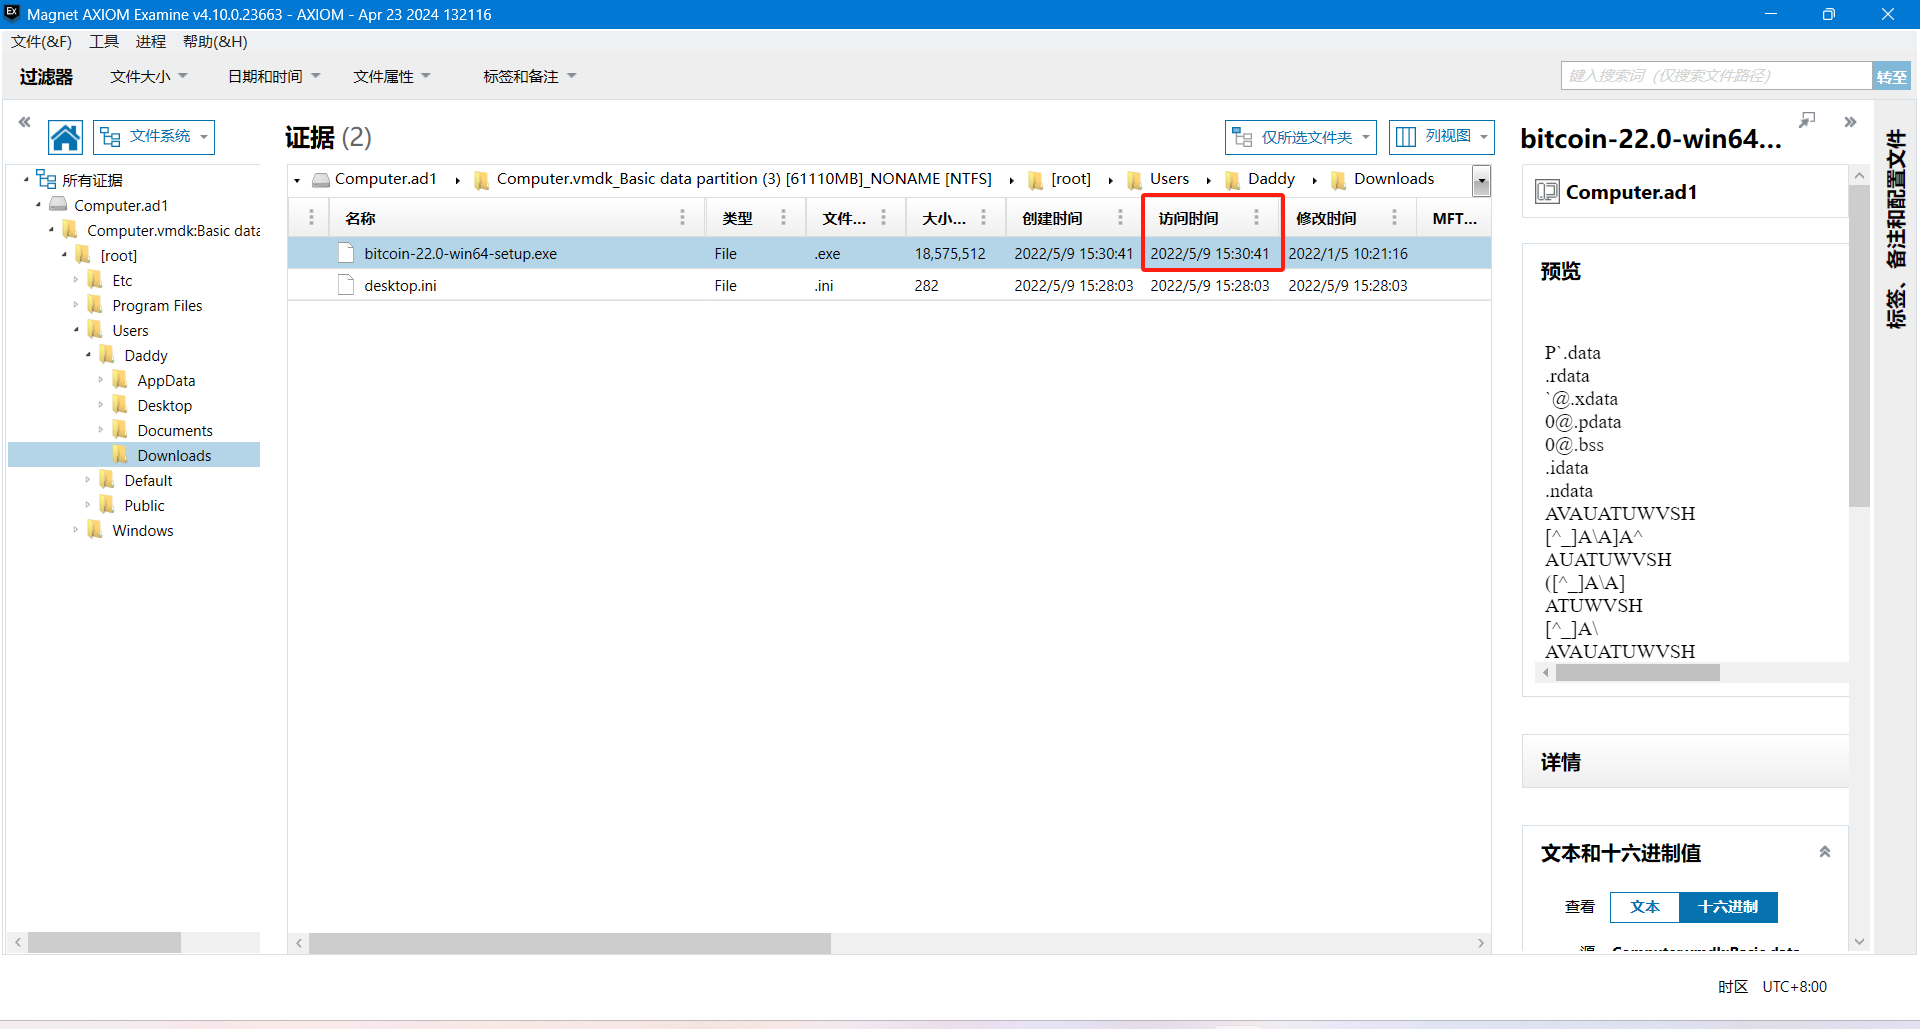 Magnet AXIOM Examine v4.10.0.23663 - AXIOM - Apr 23 2024 132116
文件(&F) 工具 进程 帮助(&H)
过滤器 文件大小 日期和时间 文件属性 标签和备注 键入搜索词（仅搜索文件路径） 转至
文件系统
所有证据
Computer.ad1
Computer.vmdk:Basic data
[root]
Etc
Program Files
Users
Daddy
AppData
Desktop
Documents
Downloads
Default
Public
Windows
证据 (2) 仅所选文件夹 列视图
Computer.ad1 Computer.vmdk_Basic data partition (3) [61110MB]_NONAME [NTFS] [root] Users Daddy Downloads
名称 类型 文件... 大小... 创建时间 访问时间 修改时间 MFT...
bitcoin-22.0-win64-setup.exe File .exe 18,575,512 2022/5/9 15:30:41 2022/5/9 15:30:41 2022/1/5 10:21:16
desktop.ini File .ini 282 2022/5/9 15:28:03 2022/5/9 15:28:03 2022/5/9 15:28:03
bitcoin-22.0-win64...
Computer.ad1
预览
P`.data
.rdata
`@.xdata
0@.pdata
0@.bss
.idata
.ndata
AVAUATUWVSH
[^_]A\A]A^
AUATUWVSH
([^_]A\A]
ATUWVSH
[^_]A\
AVAUATUWVSH
详情
文本和十六进制值
查看 文本 十六进制
源 Computer.vmdk:Basic data
标签、备注和配置文件
时区 UTC+8:00